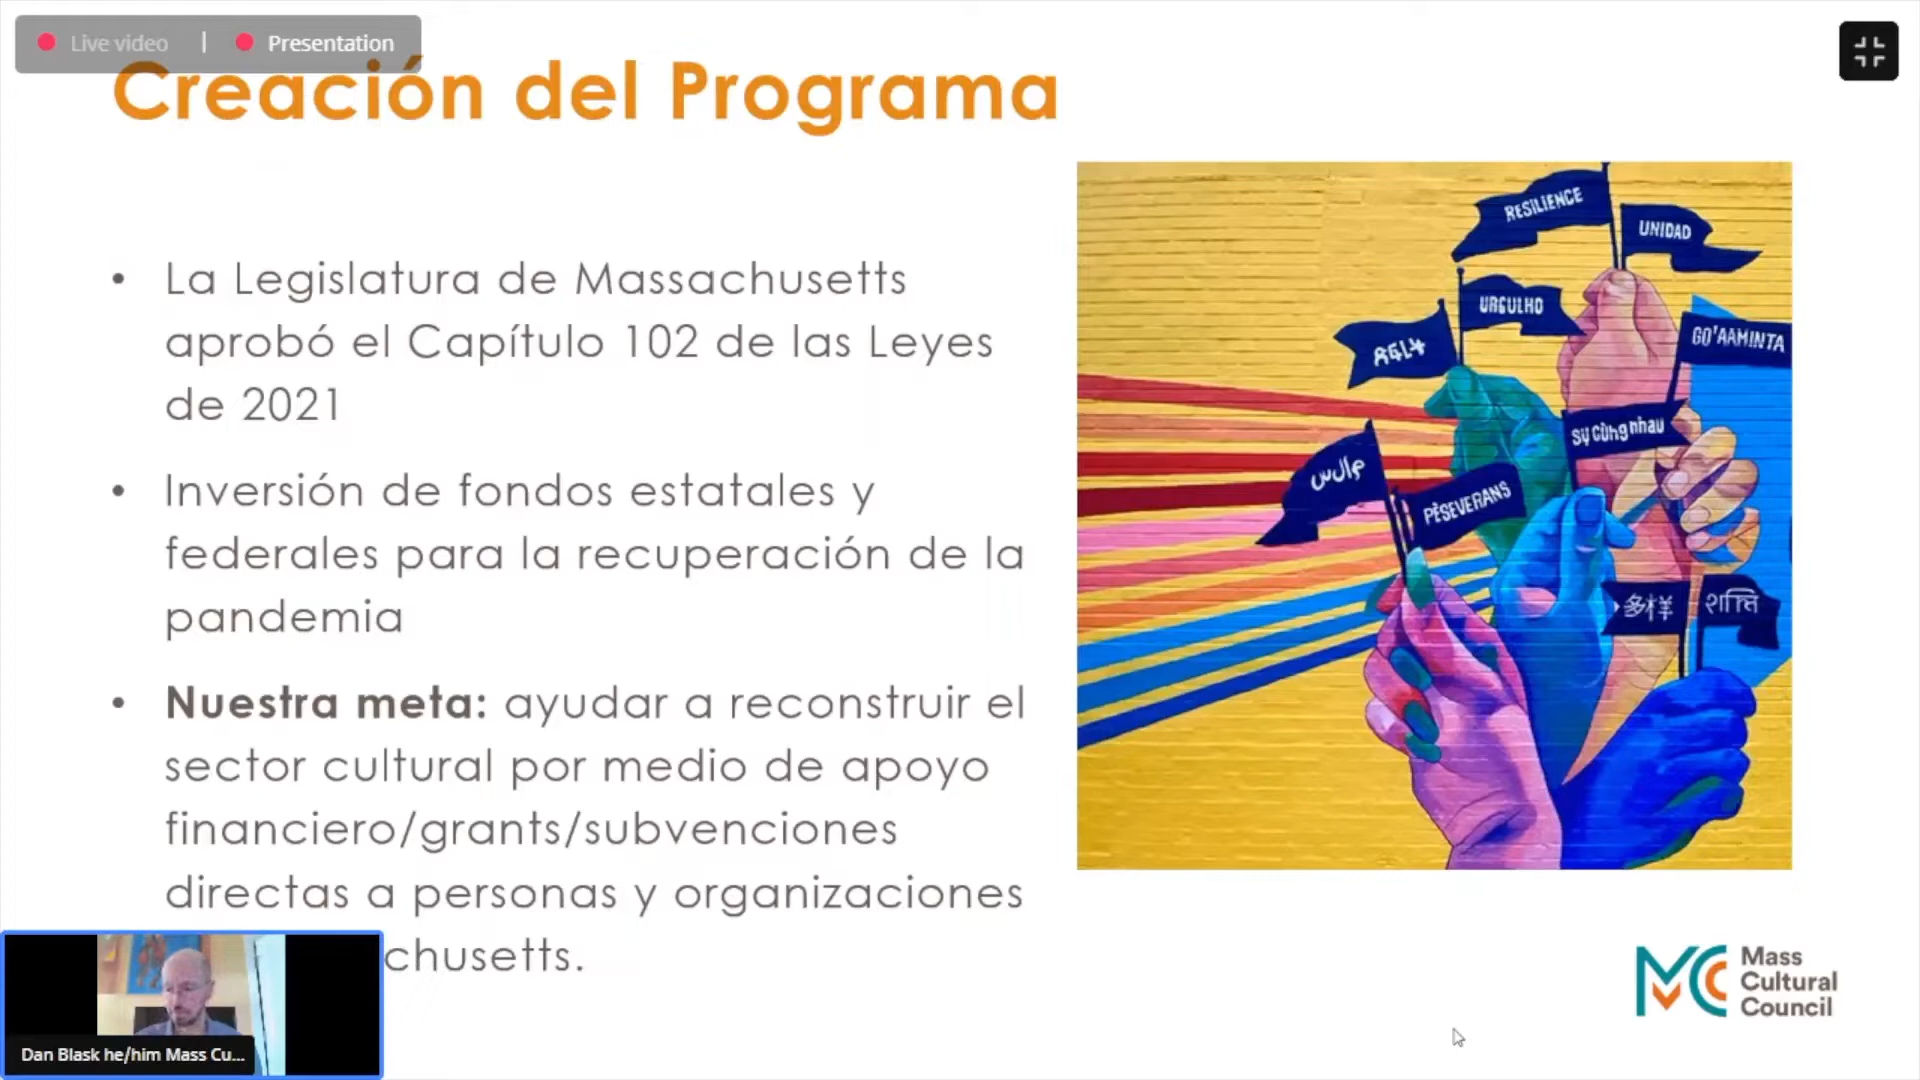 Live video | Presentation
Creación del Programa
• La Legislatura de Massachusetts
aprobó el Capítulo 102 de las Leyes
de 2021
• Inversión de fondos estatales y
federales para la recuperación de la
pandemia
• Nuestra meta: ayudar a reconstruir el
sector cultural por medio de apoyo
financiero/grants/subvenciones
directas a personas y organizaciones
chusetts.
RESILIENCE
UNIDAD
URGULHO
GO'AAMINTA
sự cùng nhau
PÈSEVERANS
多样
Mass
Cultural
Council
Dan Blask he/him Mass Cu...